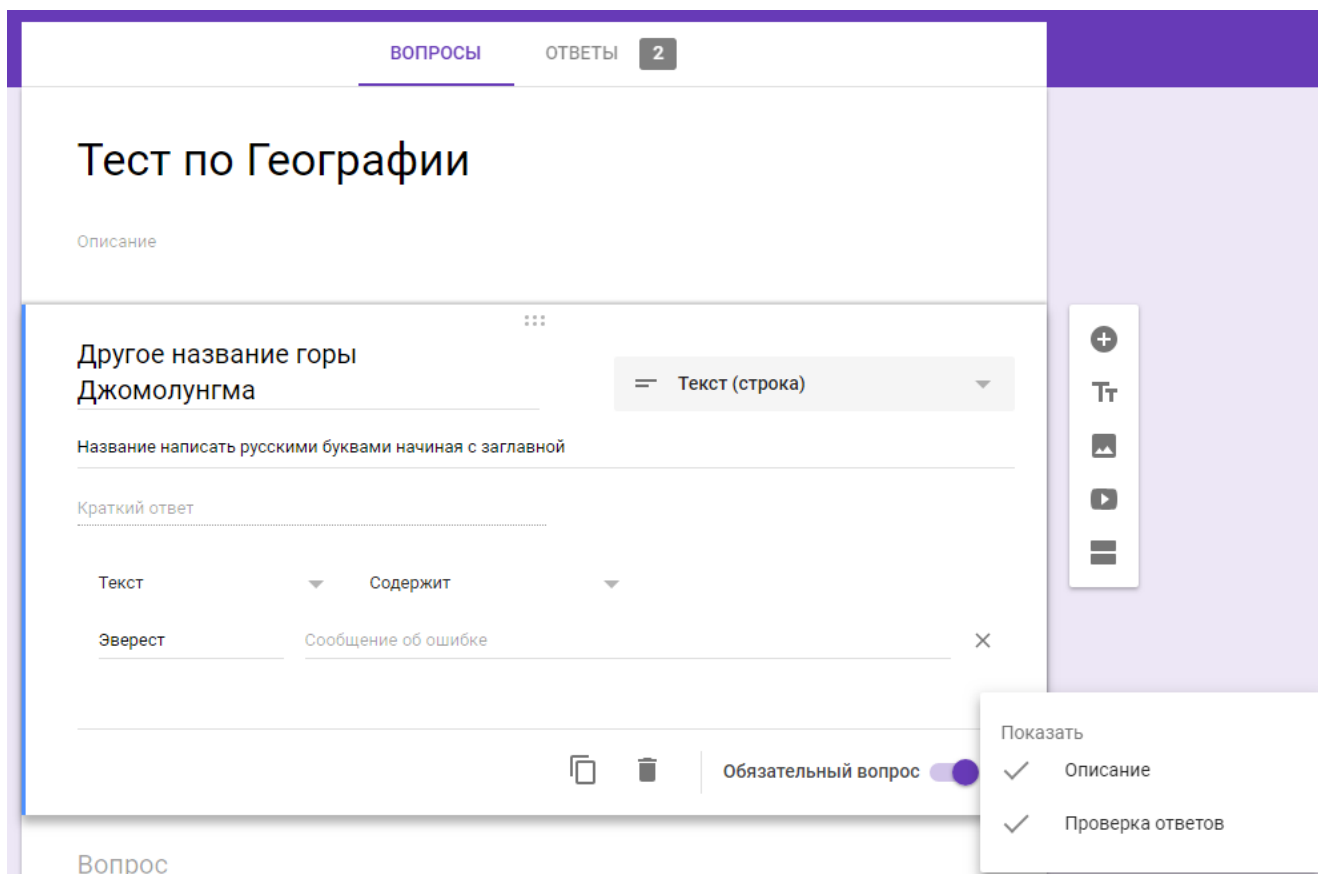 ВОПРОСЫ ОТВЕТЫ 2
Тест по Географии
Описание
Другое название горы
Джомолунгма
Текст (строка)
Название написать русскими буквами начиная с заглавной
Краткий ответ
Текст Содержит
Эверест Сообщение об ошибке
Обязательный вопрос
Показать
Описание
Проверка ответов
Вопрос